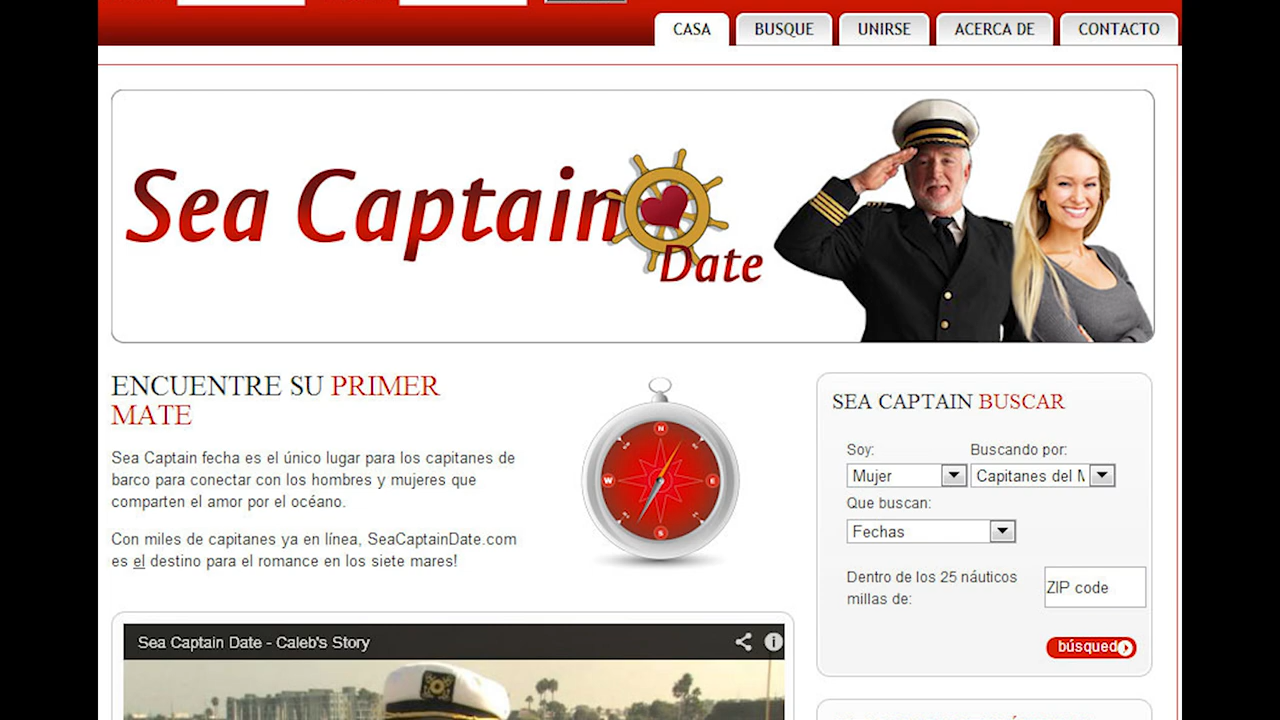 CASA BUSQUE UNIRSE ACERCA DE CONTACTO
Sea Captain
Date
ENCUENTRE SU PRIMER
MATE
Sea Captain fecha es el único lugar para los capitanes de
barco para conectar con los hombres y mujeres que
comparten el amor por el océano.
Con miles de capitanes ya en línea, SeaCaptainDate.com
es el destino para el romance en los siete mares!
N
W E
S
SEA CAPTAIN BUSCAR
Soy: Buscando por:
Mujer Capitanes del M
Que buscan:
Fechas
Dentro de los 25 náuticos
millas de:
ZIP code
búsqued
Sea Captain Date - Caleb's Story